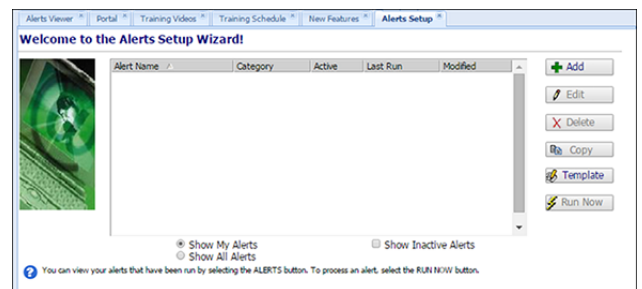 Alerts Viewer Portal Training Videos Training Schedule New Features Alerts Setup
Welcome to the Alerts Setup Wizard!
Alert Name Category Active Last Run Modified
Add
Edit
Delete
Copy
Template
Run Now
Show My Alerts Show Inactive Alerts
Show All Alerts
You can view your alerts that have been run by selecting the ALERTS button. To process an alert, select the RUN NOW button.